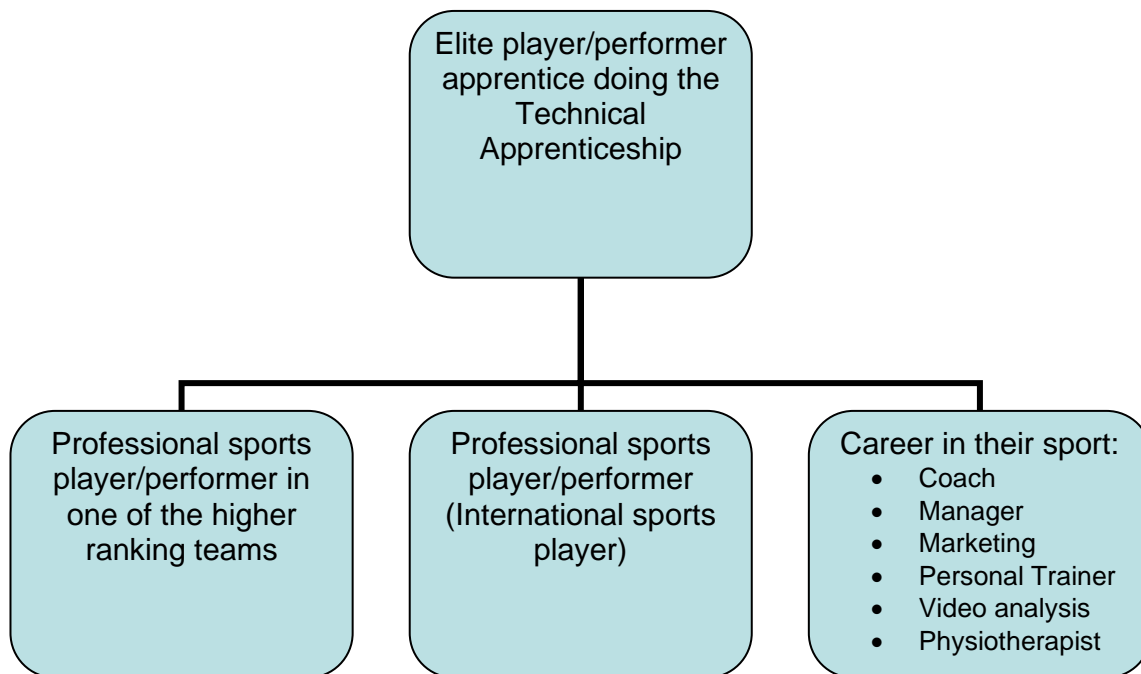 Elite player/performer
apprentice doing the
Technical
Apprenticeship
Professional sports
player/performer in
one of the higher
ranking teams
Professional sports
player/performer
(International sports
player)
Career in their sport:
• Coach
• Manager
• Marketing
• Personal Trainer
• Video analysis
• Physiotherapist